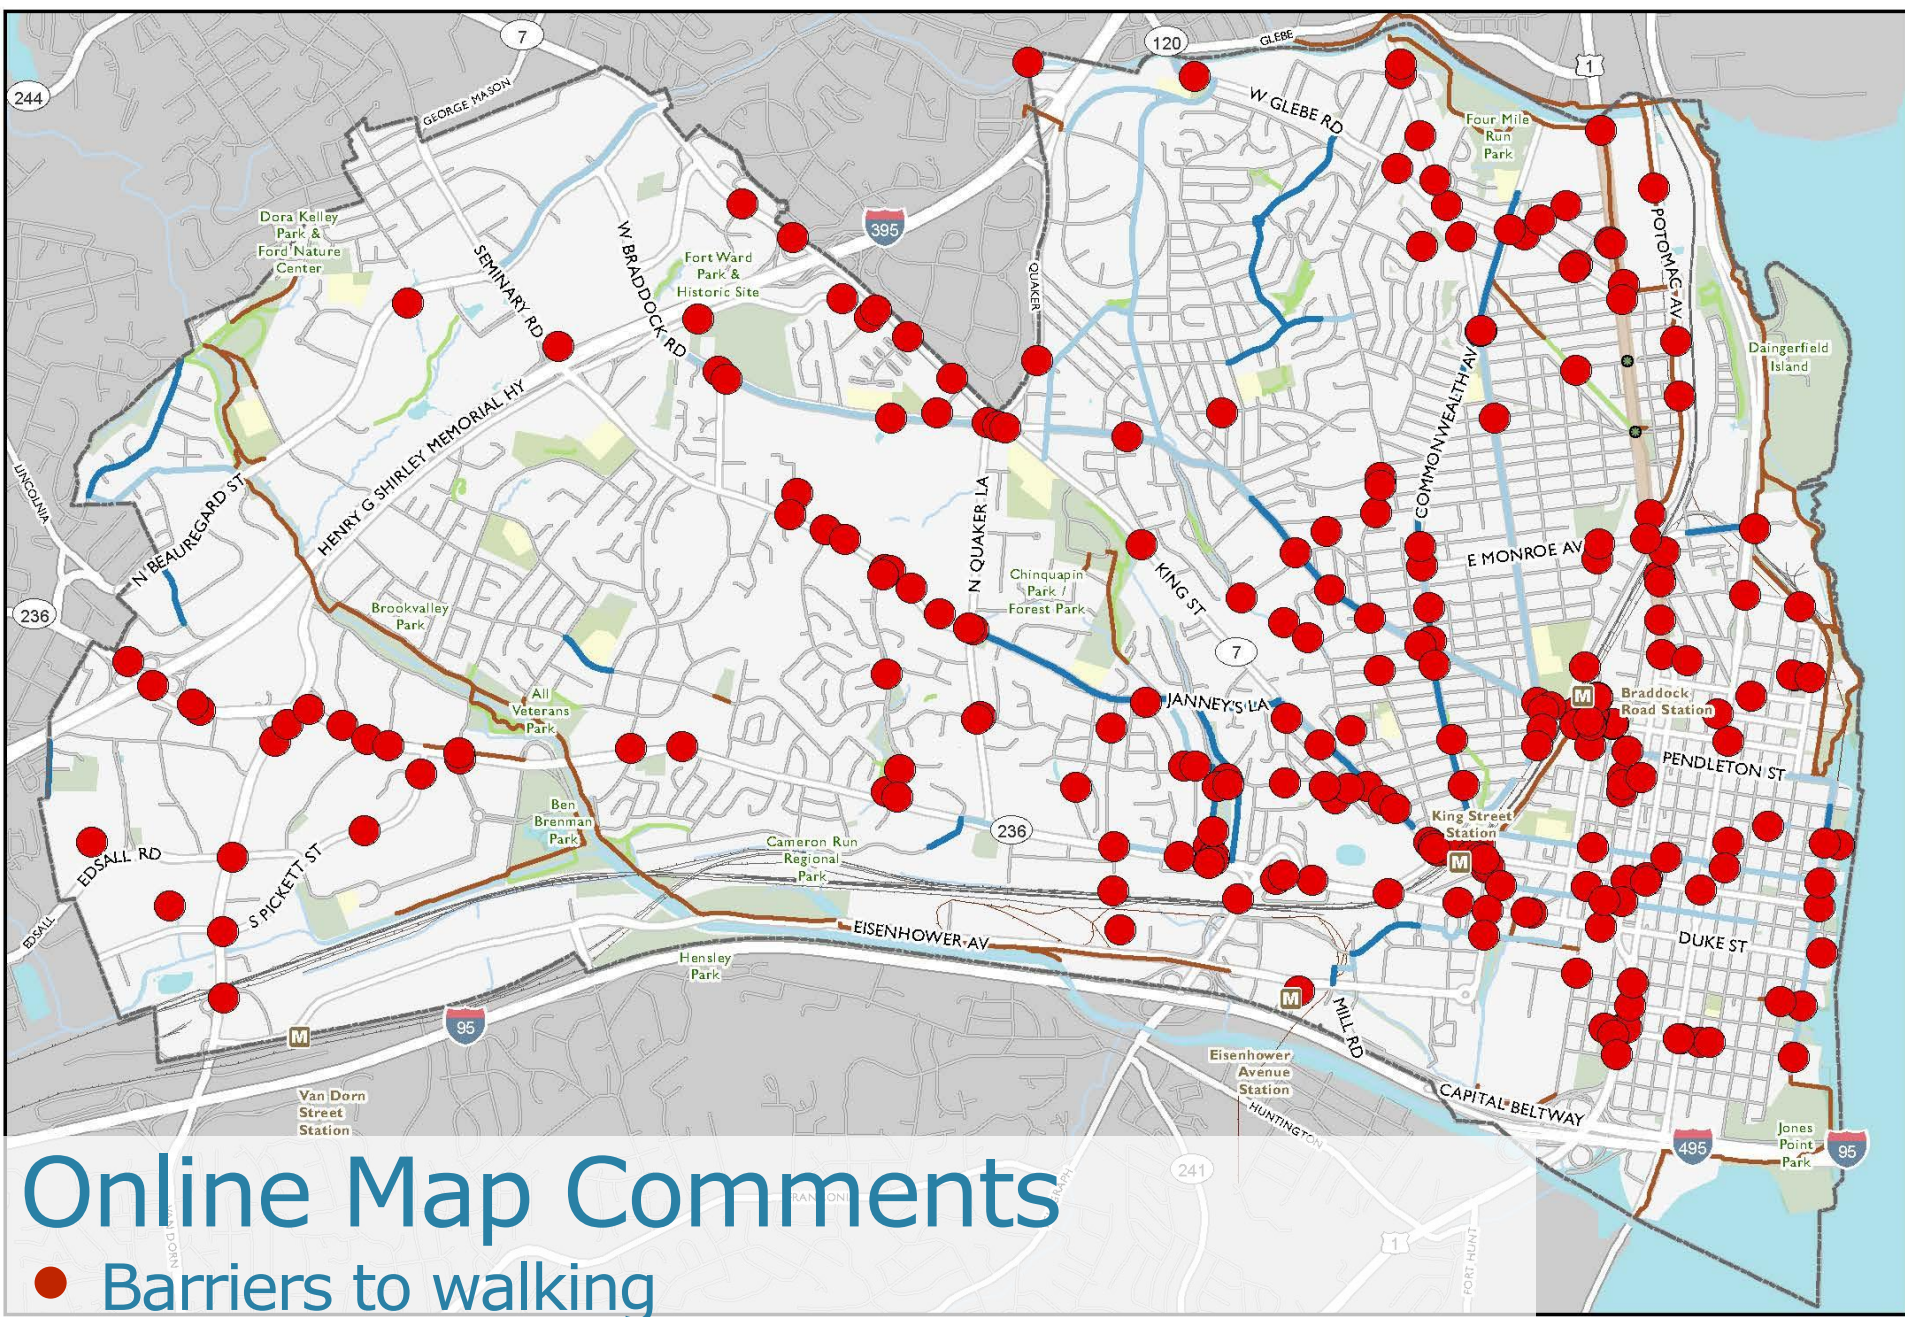 7
120
GLEBE
1
244
GEORGE MASON
W GLEBE RD
Four Mile
Run
Park
395
Dora Kelley
Park &
Ford Nature
Center
SEMINARY RD
W BRADDOCK RD
Fort Ward
Park &
Historic Site
QUAKER
POTOMAC AV
Daingerfield
Island
COMMONWEALTH AV
HENRY G SHIRLEY MEMORIAL HY
LINCOLNIA
N BEAUREGARD ST
N QUAKER LA
E MONROE AV
KING ST
Chinquapin
Park /
Forest Park
236
Brookvalley
Park
7
All
Veterans
Park
JANNEY'S LA
M
Braddock
Road Station
PENDLETON ST
Ben
Brenman
Park
236
King Street
Station
M
Cameron Run
Regional
Park
EDSALL RD
S PICKETT ST
EDSALL
EISENHOWER AV
DUKE ST
Hensley
Park
M
MILL RD
95
M
Eisenhower
Avenue
Station
Van Dorn
Street
Station
HUNTINGTON
CAPITAL BELTWAY
495
Jones
Point
Park
95
241
1
VAN DORN
FORT HUNT
Online Map Comments
• Barriers to walking